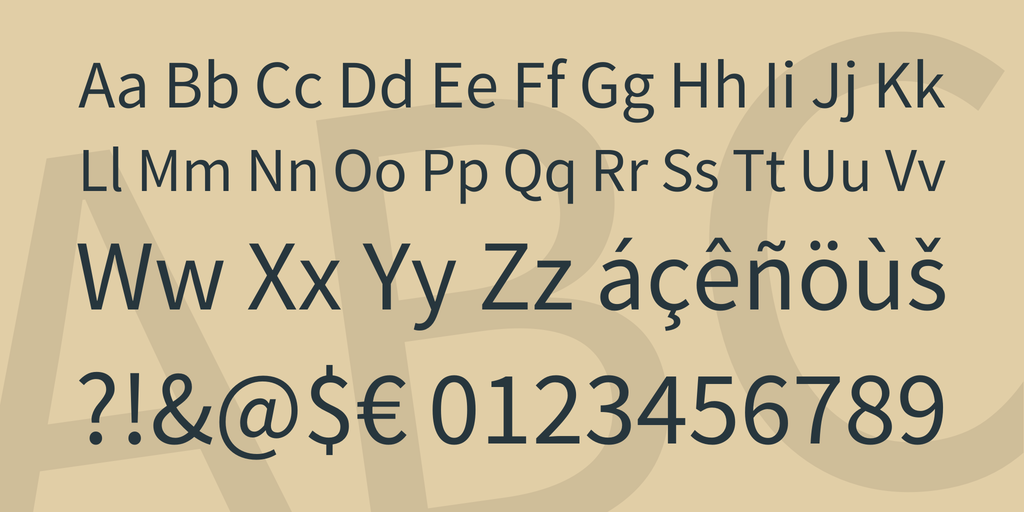 Aa Bb Cc Dd Ee Ff Gg Hh Ii Jj Kk
Ll Mm Nn Oo Pp Qq Rr Ss Tt Uu Vv
Ww Xx Yy Zz áçêñöùš
?!&@$€ 0123456789
ABC